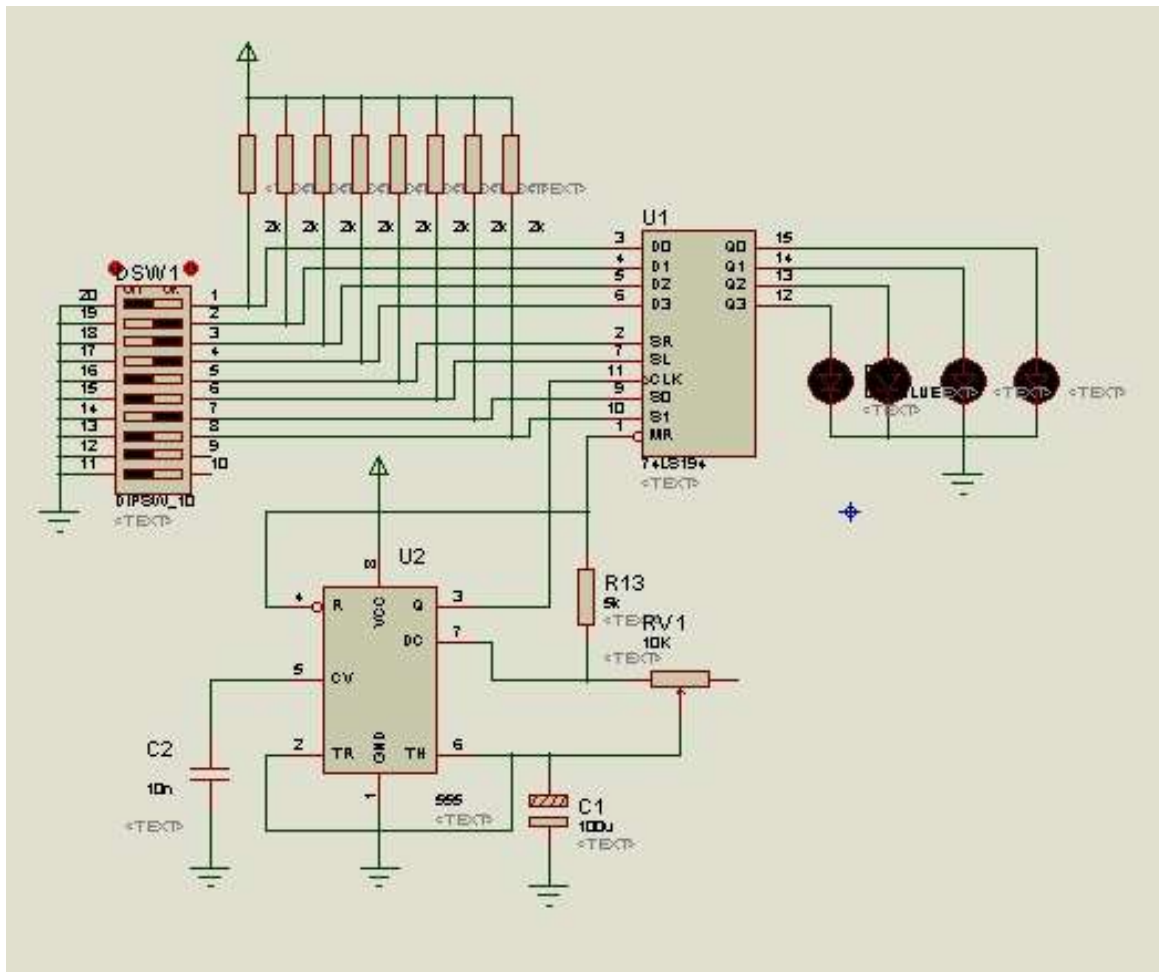 2k 2k 2k 2k 2k 2k 2k 2k
U1
3 D0 Q0 15
4 D1 Q1 14
5 D2 Q2 13
6 D3 Q3 12
2 SR
7 SL
11 CLK
9 S0
10 S1
1 MR
74LS194
<TEXT>
DSW1
OFF ON
20 1
19 2
18 3
17 4
16 5
15 6
14 7
13 8
12 9
11 10
DIPSW_10
<TEXT>
<TEXT>
<TEXT>
<TEXT>
U2
8 VCC
4 R Q 3
DC 7
5 CV
2 TR GND TH 6
1
555
<TEXT>
R13
5k
<TEXT>
RV1
10K
<TEXT>
C2
10n
<TEXT>
C1
100u
<TEXT>